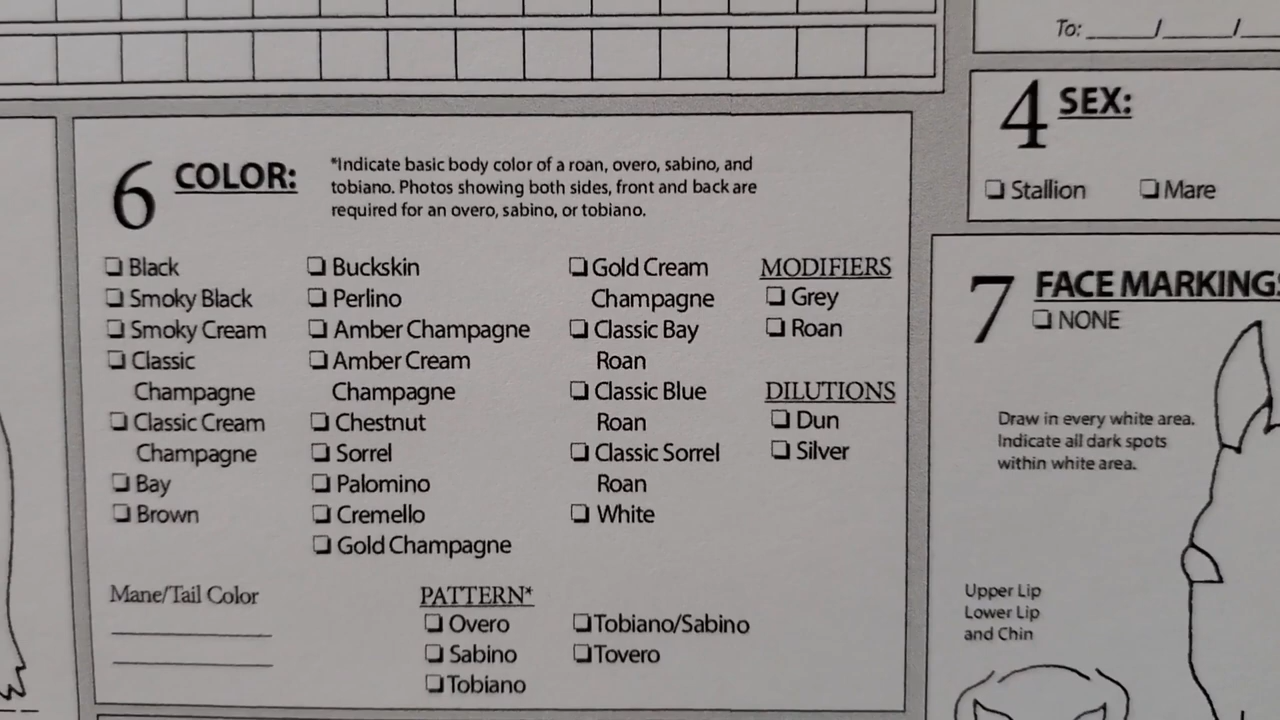 To: _____/_____/___
4 SEX:
❏ Stallion ❏ Mare
6 COLOR:
*Indicate basic body color of a roan, overo, sabino, and
tobiano. Photos showing both sides, front and back are
required for an overo, sabino, or tobiano.
❏ Black
❏ Smoky Black
❏ Smoky Cream
❏ Classic
Champagne
❏ Classic Cream
Champagne
❏ Bay
❏ Brown
❏ Buckskin
❏ Perlino
❏ Amber Champagne
❏ Amber Cream
Champagne
❏ Chestnut
❏ Sorrel
❏ Palomino
❏ Cremello
❏ Gold Champagne
❏ Gold Cream
Champagne
❏ Classic Bay
Roan
❏ Classic Blue
Roan
❏ Classic Sorrel
Roan
❏ White
MODIFIERS
❏ Grey
❏ Roan
DILUTIONS
❏ Dun
❏ Silver
Mane/Tail Color
PATTERN*
❏ Overo
❏ Sabino
❏ Tobiano
❏ Tobiano/Sabino
❏ Tovero
7 FACE MARKINGS
❏ NONE
Draw in every white area.
Indicate all dark spots
within white area.
Upper Lip
Lower Lip
and Chin